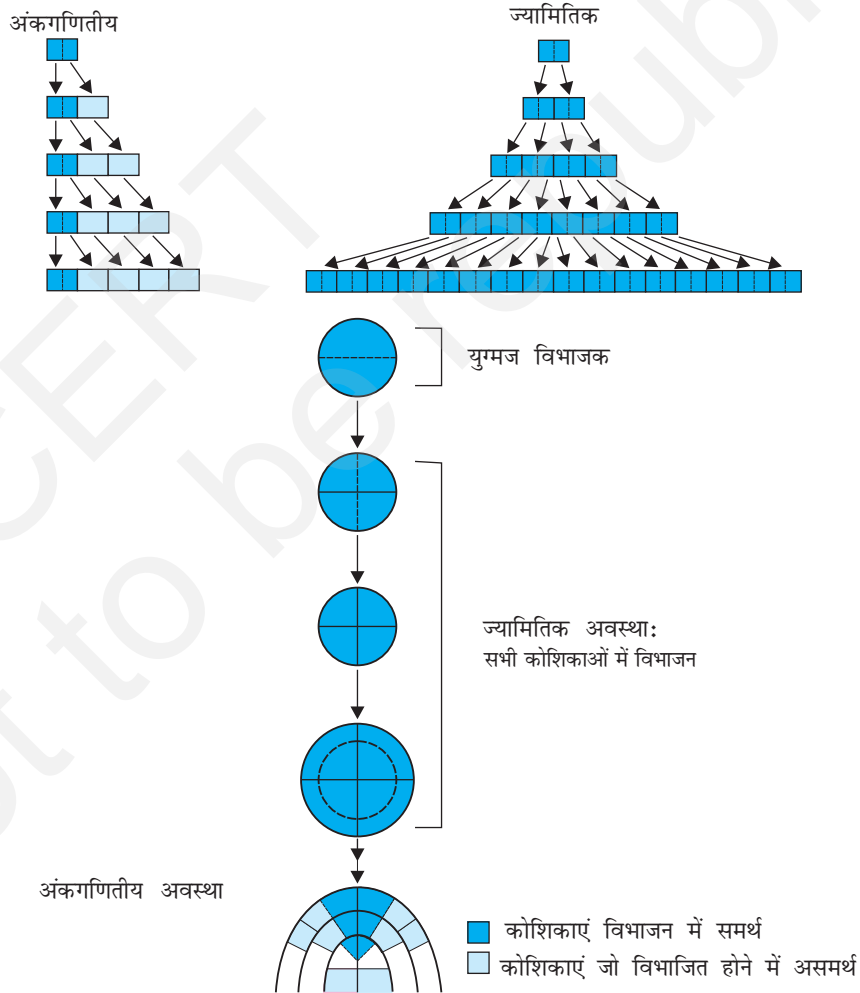 अंकगणितीय
ज्यामितिक
युग्मज विभाजक
ज्यामितिक अवस्था:
सभी कोशिकाओं में विभाजन
अंकगणितीय अवस्था
कोशिकाएं विभाजन में समर्थ
कोशिकाएं जो विभाजित होने में असमर्थ